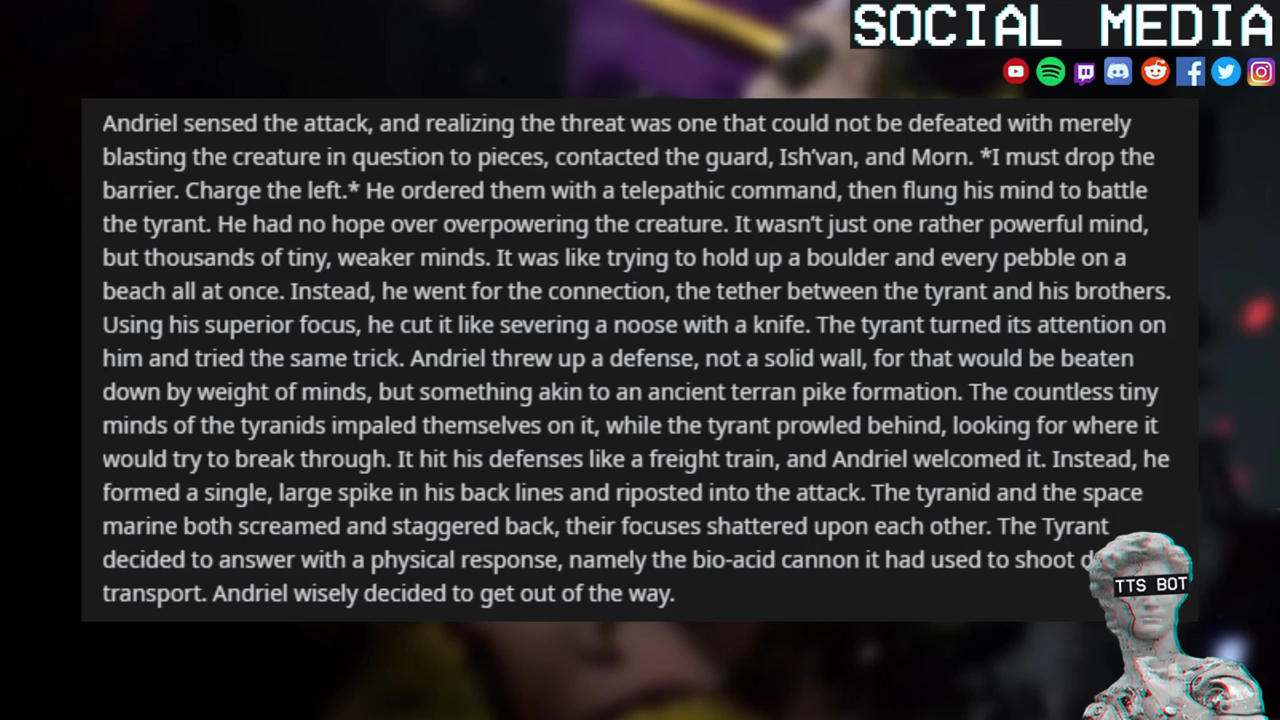 SOCIAL MEDIA
Andriel sensed the attack, and realizing the threat was one that could not be defeated with merely
blasting the creature in question to pieces, contacted the guard, Ish’van, and Morn. *I must drop the
barrier. Charge the left.* He ordered them with a telepathic command, then flung his mind to battle
the tyrant. He had no hope over overpowering the creature. It wasn’t just one rather powerful mind,
but thousands of tiny, weaker minds. It was like trying to hold up a boulder and every pebble on a
beach all at once. Instead, he went for the connection, the tether between the tyrant and his brothers.
Using his superior focus, he cut it like severing a noose with a knife. The tyrant turned its attention on
him and tried the same trick. Andriel threw up a defense, not a solid wall, for that would be beaten
down by weight of minds, but something akin to an ancient terran pike formation. The countless tiny
minds of the tyranids impaled themselves on it, while the tyrant prowled behind, looking for where it
would try to break through. It hit his defenses like a freight train, and Andriel welcomed it. Instead, he
formed a single, large spike in his back lines and riposted into the attack. The tyranid and the space
marine both screamed and staggered back, their focuses shattered upon each other. The Tyrant
decided to answer with a physical response, namely the bio-acid cannon it had used to shoot
transport. Andriel wisely decided to get out of the way.
TTS BOT